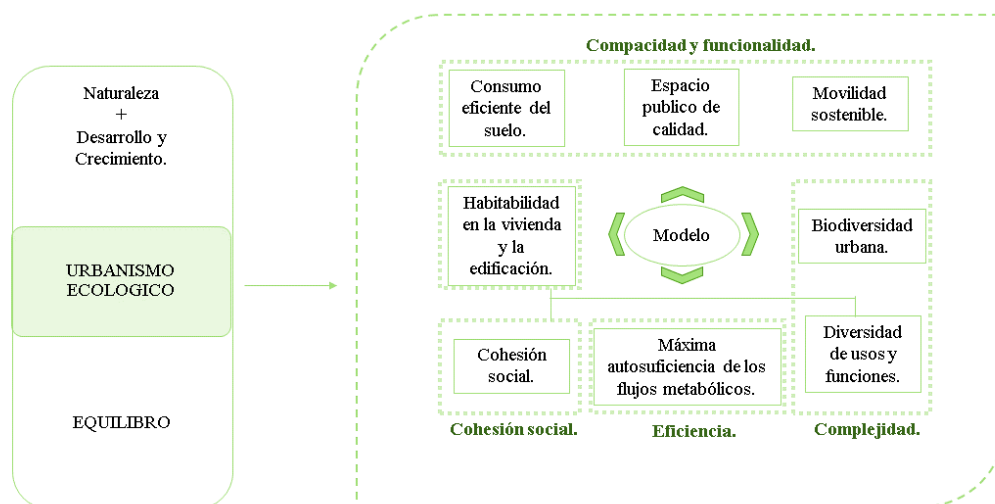 Naturaleza
+
Desarrollo y
Crecimiento.
URBANISMO
ECOLOGICO
EQUILIBRO
Compacidad y funcionalidad.
Consumo
eficiente del
suelo.
Espacio
publico de
calidad.
Movilidad
sostenible.
Habitabilidad
en la vivienda
y la
edificación.
Modelo
Biodiversidad
urbana.
Cohesión
social.
Máxima
autosuficiencia de los
flujos metabólicos.
Diversidad
de usos y
funciones.
Cohesión social.
Eficiencia.
Complejidad.